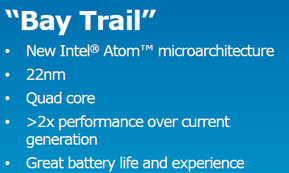 “Bay Trail”
• New Intel® Atom™ microarchitecture
• 22nm
• Quad core
• >2x performance over current
generation
• Great battery life and experience